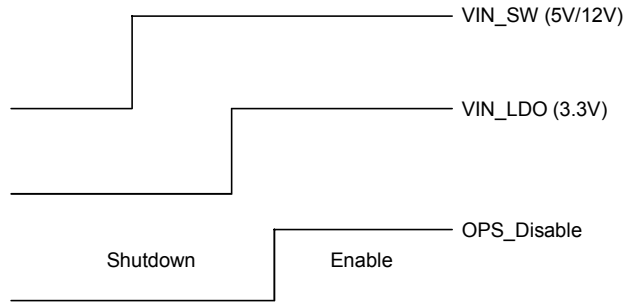 VIN_SW (5V/12V)
VIN_LDO (3.3V)
OPS_Disable
Shutdown
Enable